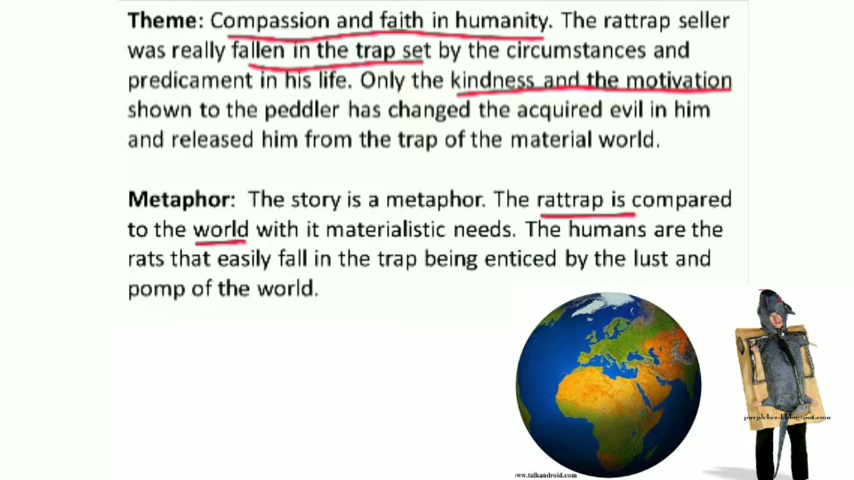 Theme: Compassion and faith in humanity. The rattrap seller
was really fallen in the trap set by the circumstances and
predicament in his life. Only the kindness and the motivation
shown to the peddler has changed the acquired evil in him
and released him from the trap of the material world.
Metaphor: The story is a metaphor. The rattrap is compared
to the world with it materialistic needs. The humans are the
rats that easily fall in the trap being enticed by the lust and
pomp of the world.
www.talkandroid.com